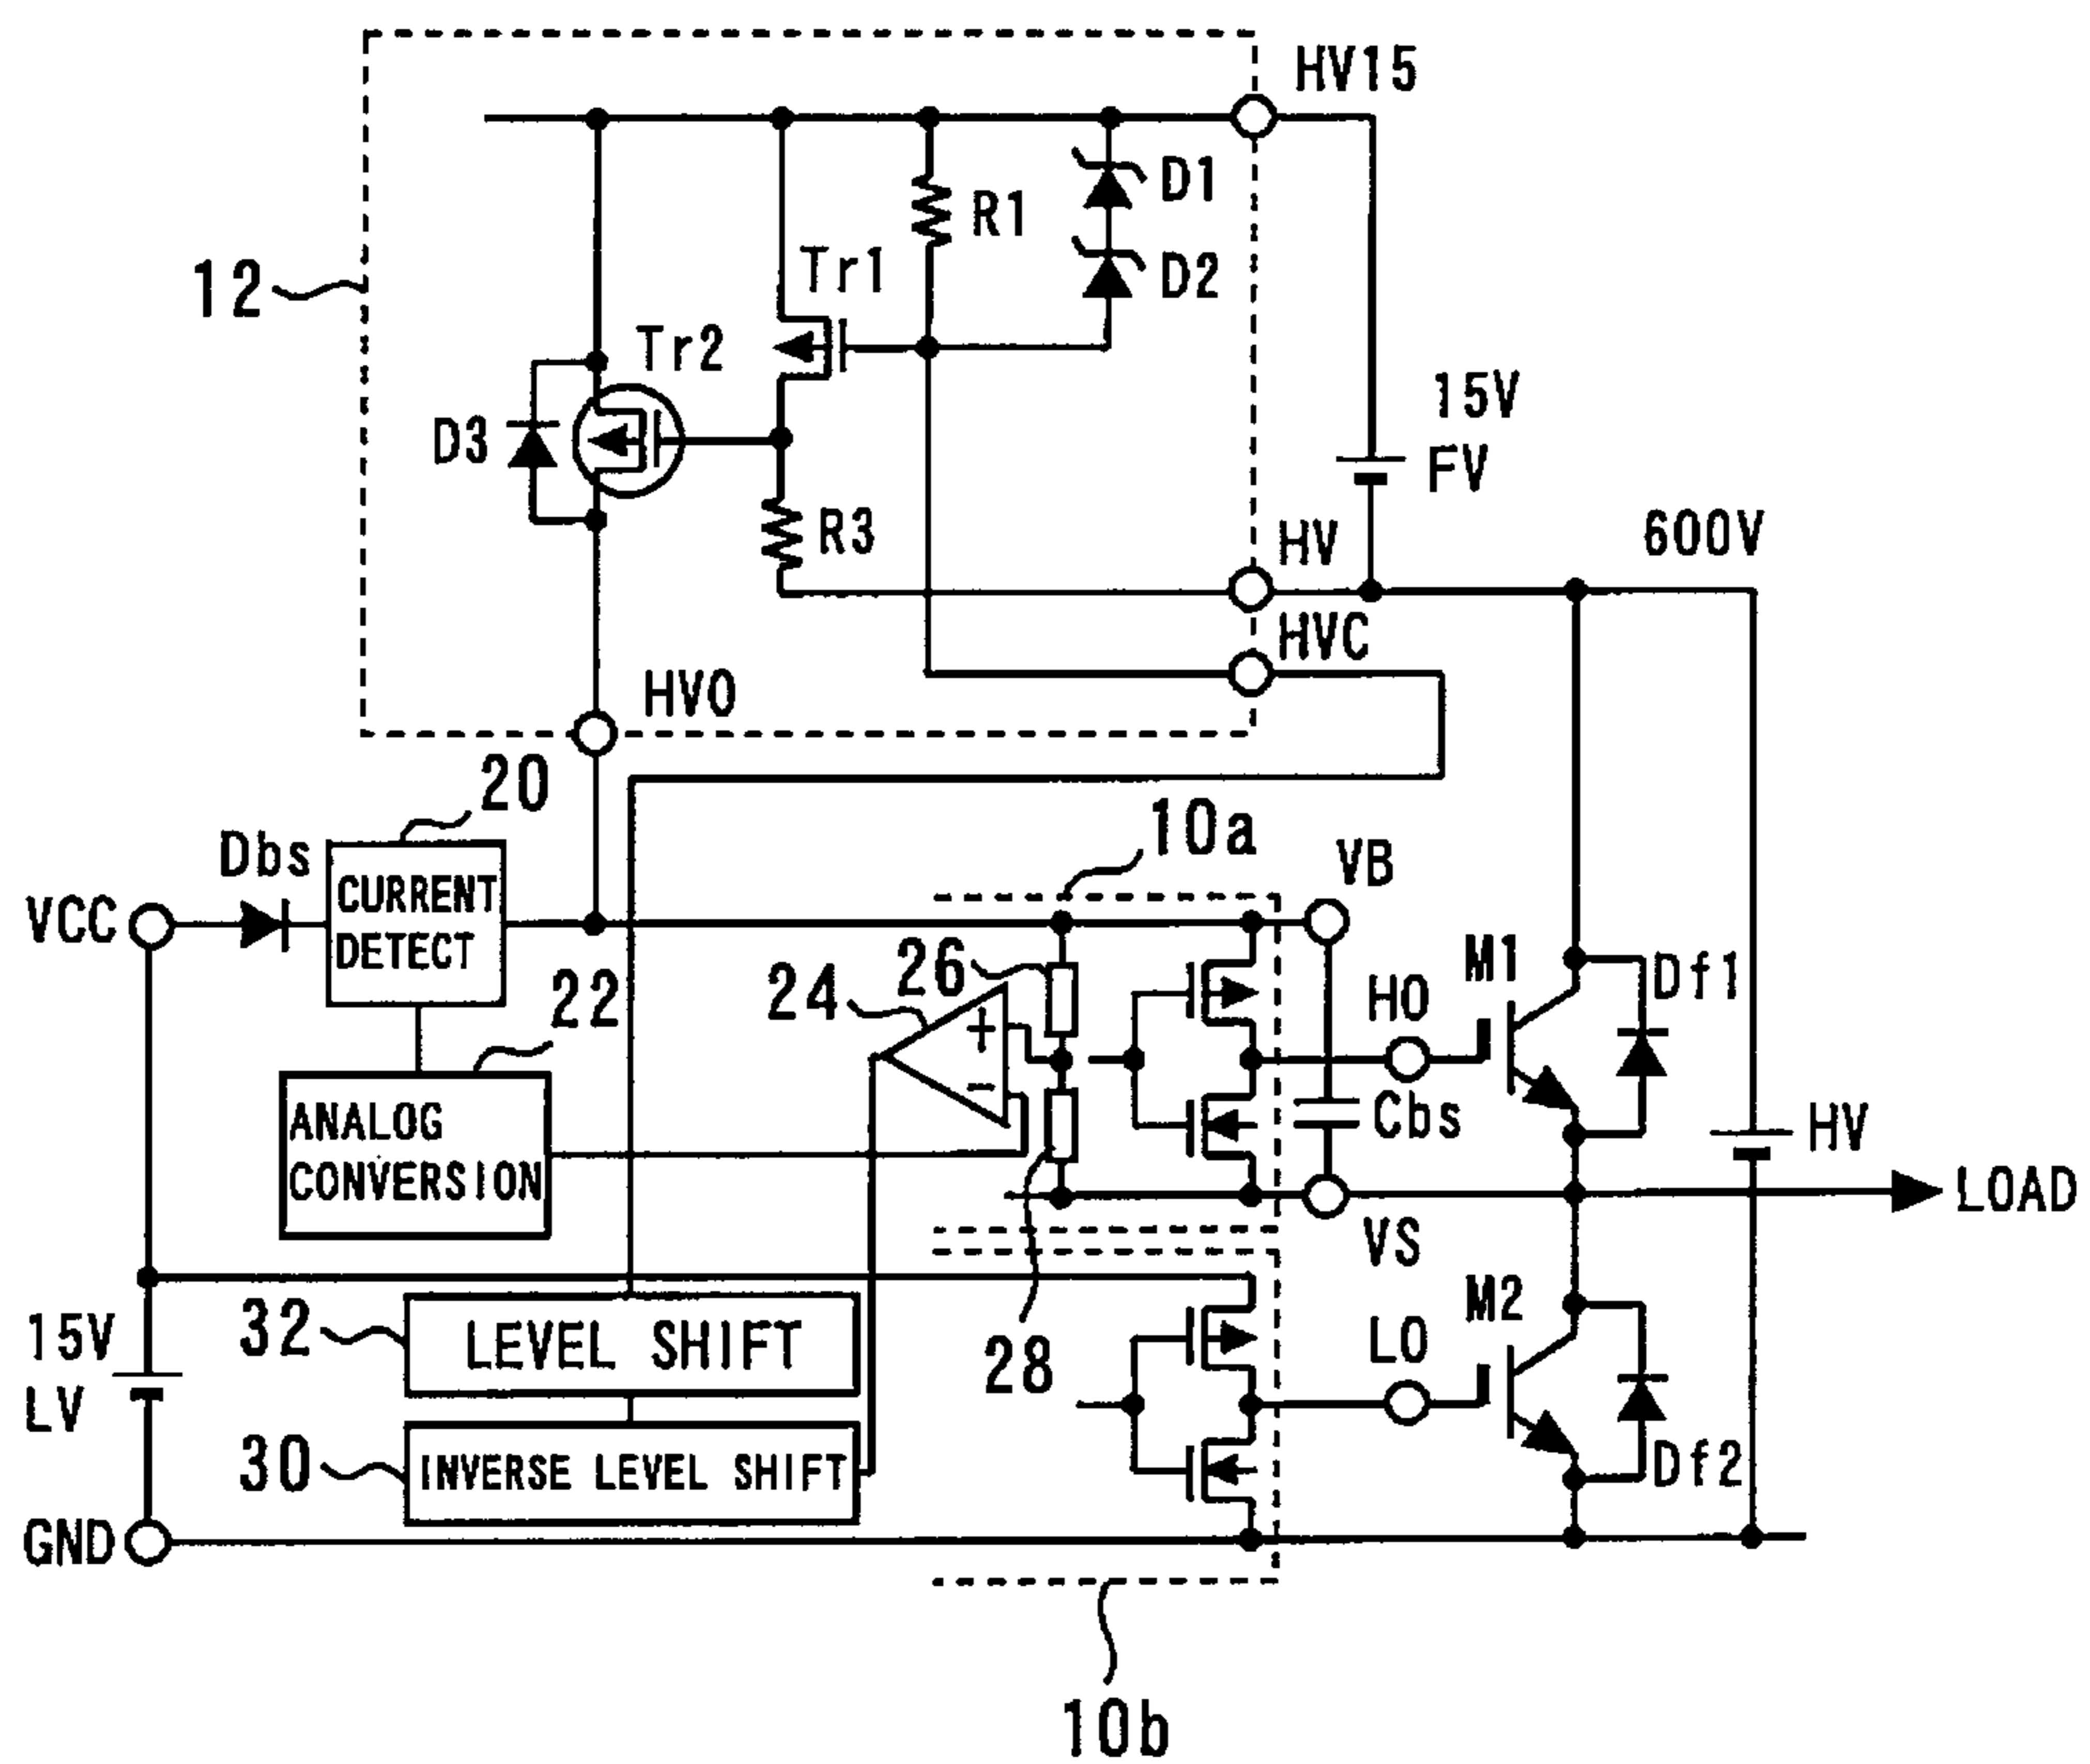 HV15
D1
R1
12
Tr1
D2
Tr2
D3
15V
FV
R3
HV
600V
HVC
HVO
20
10a
Dbs
VB
CURRENT
DETECT
VCC
26
M1
Df1
24
22
HO
+
-
ANALOG
CONVERSION
Cbs
HV
LOAD
VS
32
LEVEL SHIFT
15V
LV
28
LO
M2
30
INVERSE LEVEL SHIFT
Df2
GND
10b